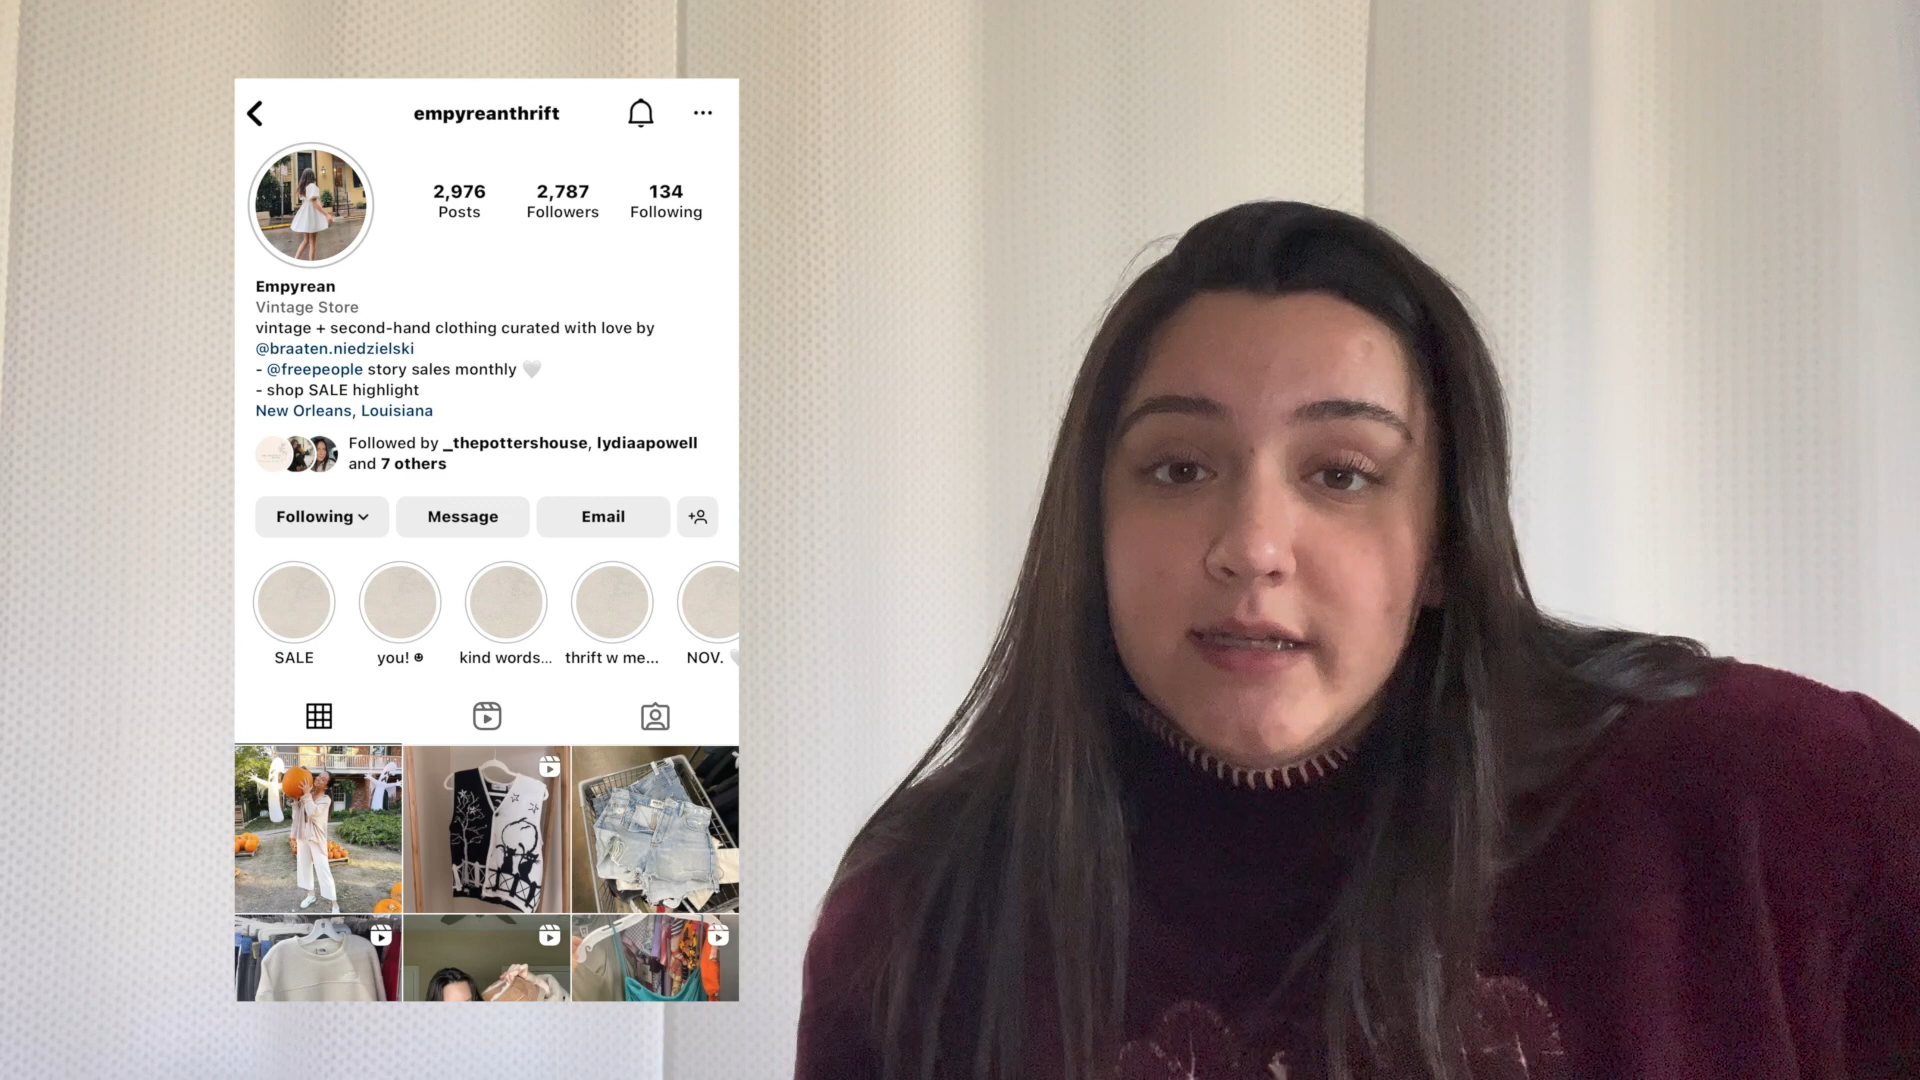 empyreanthrift
2,976 2,787 134
Posts Followers Following
Empyrean
Vintage Store
vintage + second-hand clothing curated with love by
@braaten.niedzielski
- @freepeople story sales monthly 🤍
- shop SALE highlight
New Orleans, Louisiana
Followed by _thepottershouse, lydiaapowell
and 7 others
Following Message Email
SALE you! ☻ kind words... thrift w me... NOV.